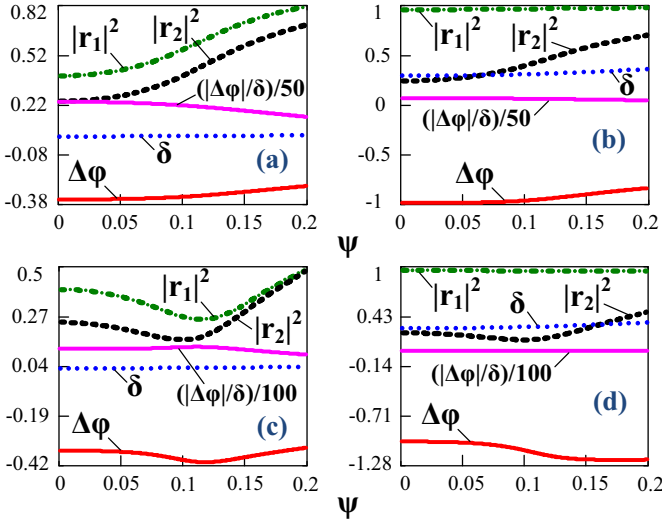 0.82
0.52
0.22
-0.08
-0.38
|r₁|²
|r₂|²
(|Δφ|/δ)/50
δ
(a)
Δφ
0
0.05
0.1
0.15
0.2
1
0.5
0
-0.5
-1
|r₁|²
|r₂|²
δ
(|Δφ|/δ)/50
(b)
Δφ
0
0.05
0.1
0.15
0.2
ψ
0.5
0.27
0.04
-0.19
-0.42
|r₁|²
|r₂|²
δ
(|Δφ|/δ)/100
Δφ
(c)
0
0.05
0.1
0.15
0.2
1
0.43
-0.14
-0.71
-1.28
|r₁|²
δ
|r₂|²
(|Δφ|/δ)/100
Δφ
(d)
0
0.05
0.1
0.15
0.2
ψ